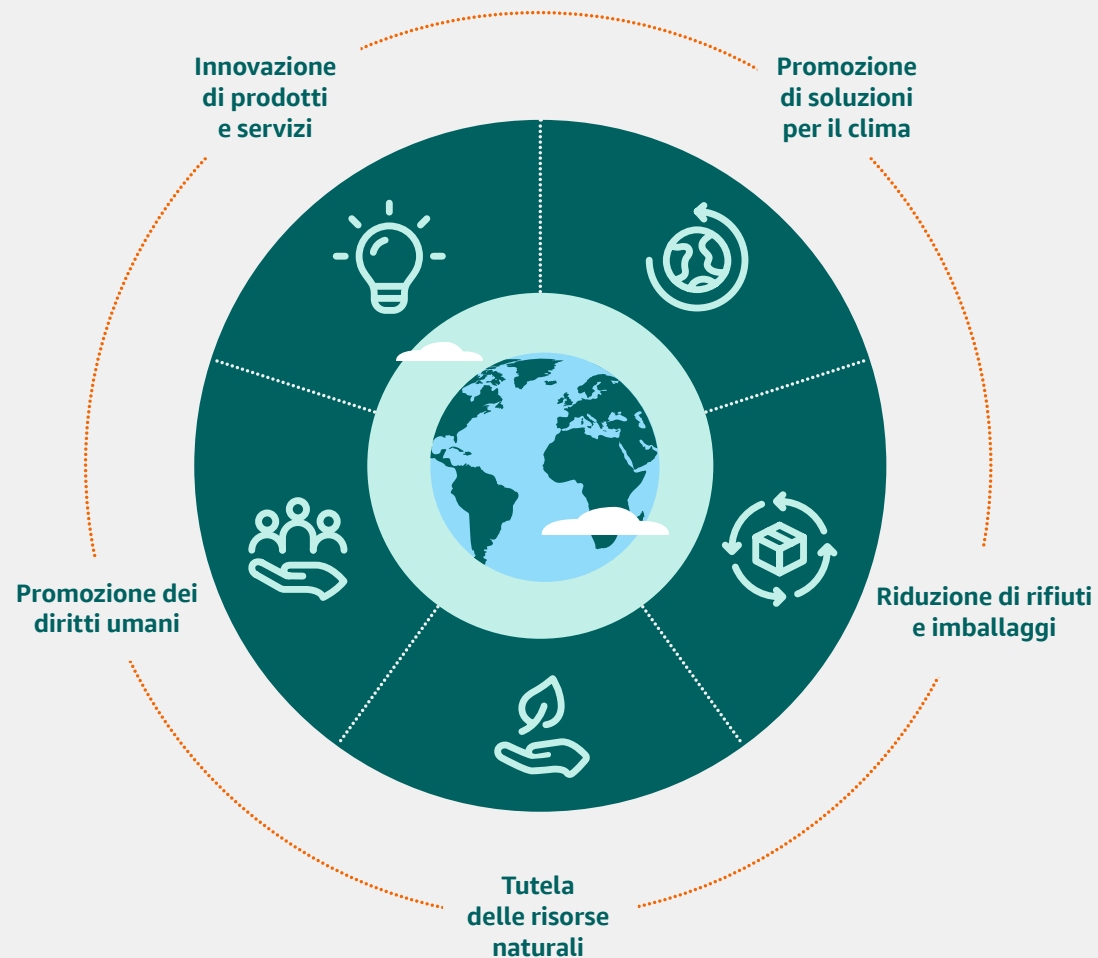 Innovazione
di prodotti
e servizi
Promozione
di soluzioni
per il clima
Promozione dei
diritti umani
Riduzione di rifiuti
e imballaggi
Tutela
delle risorse
naturali